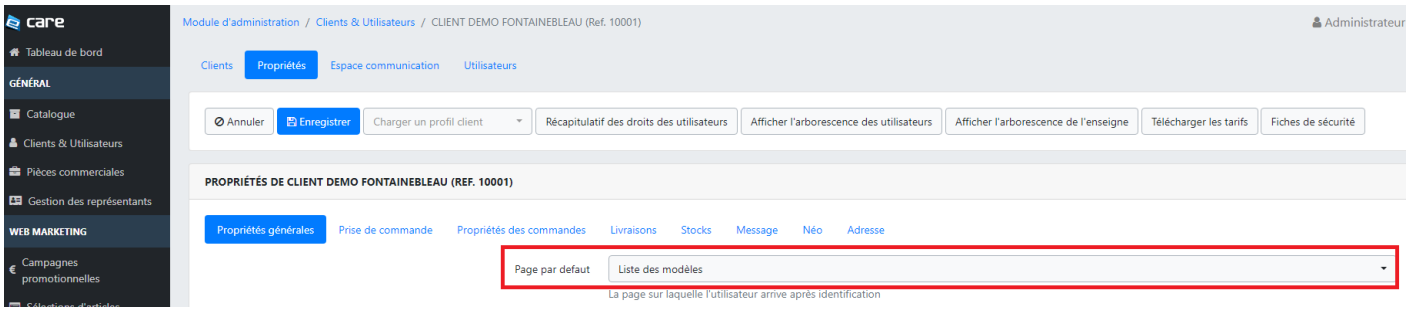 care
Module d'administration / Clients & Utilisateurs / CLIENT DEMO FONTAINEBLEAU (Ref. 10001)
Administrateur
Tableau de bord
GÉNÉRAL
Catalogue
Clients & Utilisateurs
Pièces commerciales
Gestion des représentants
WEB MARKETING
Campagnes
promotionnelles
Sélections d'articles
Clients Propriétés Espace communication Utilisateurs
Annuler Enregistrer Charger un profil client Récapitulatif des droits des utilisateurs Afficher l'arborescence des utilisateurs Afficher l'arborescence de l'enseigne Télécharger les tarifs Fiches de sécurité
PROPRIÉTÉS DE CLIENT DEMO FONTAINEBLEAU (REF. 10001)
Propriétés générales Prise de commande Propriétés des commandes Livraisons Stocks Message Néo Adresse
Page par defaut Liste des modèles
La page sur laquelle l'utilisateur arrive après identification